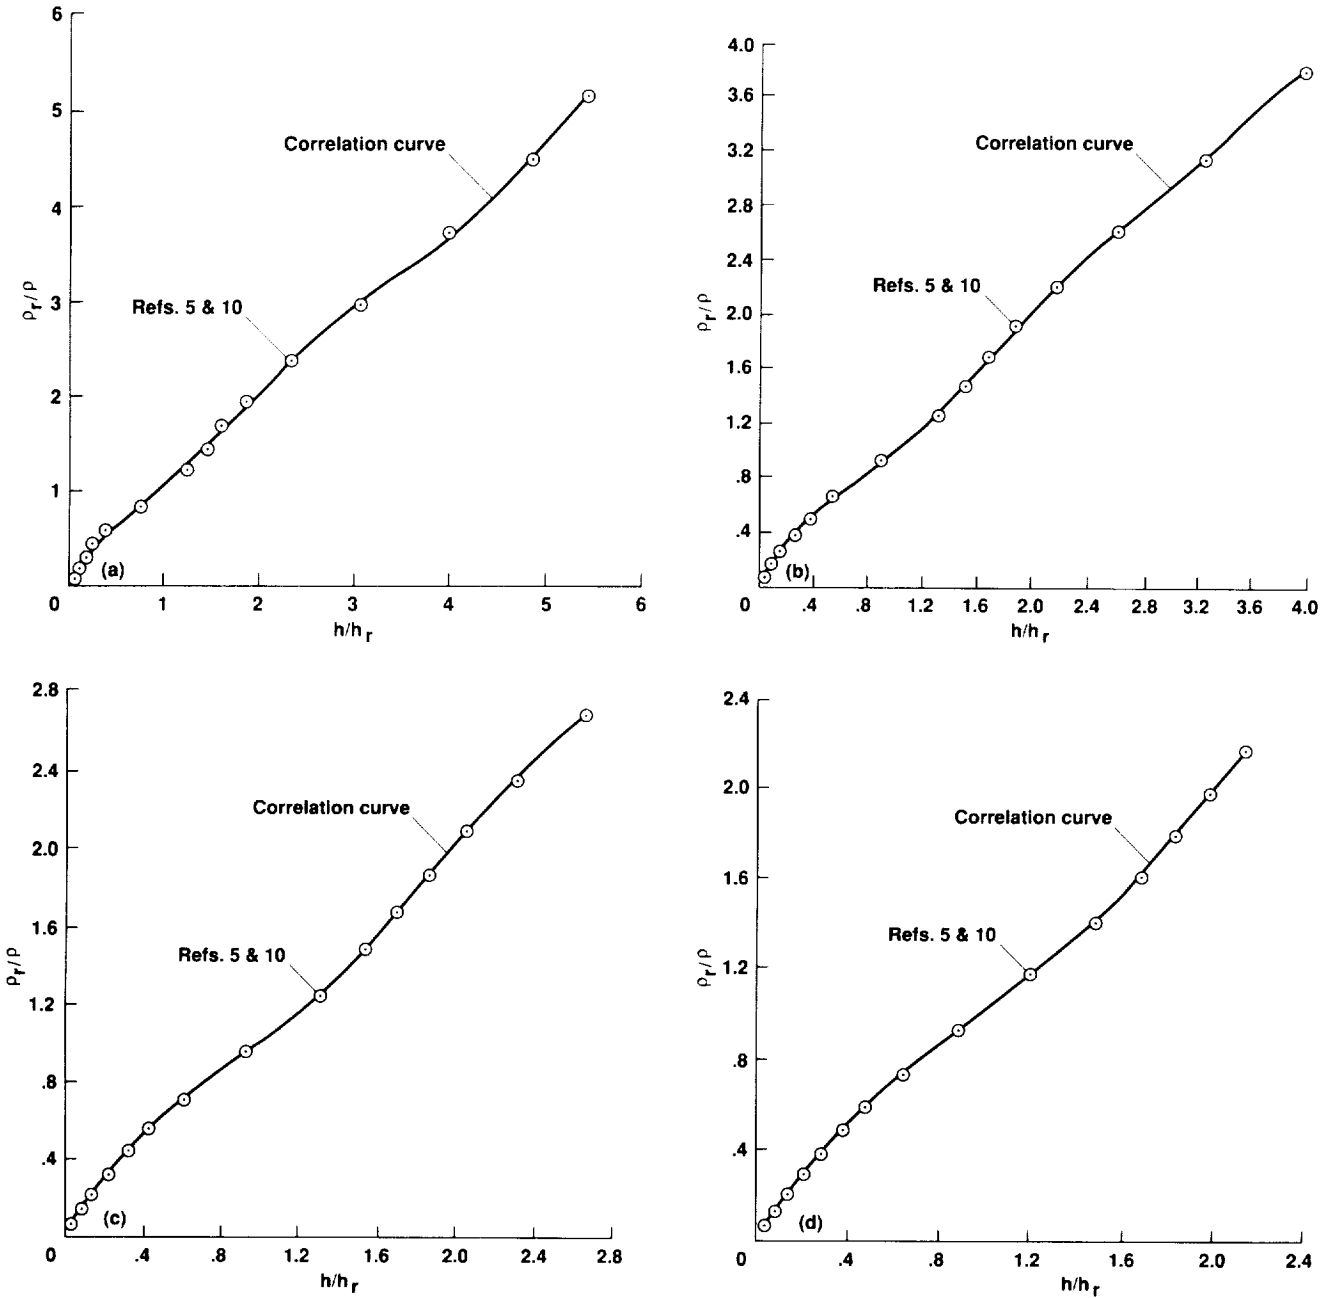 6
5
4
3
2
1
0
ρr/ρ
Correlation curve
Refs. 5 & 10
(a)
1 2 3 4 5 6
h/hr
4.0
3.6
3.2
2.8
2.4
2.0
1.6
1.2
.8
.4
0
ρr/ρ
Correlation curve
Refs. 5 & 10
(b)
.4 .8 1.2 1.6 2.0 2.4 2.8 3.2 3.6 4.0
h/hr
2.8
2.4
2.0
1.6
1.2
.8
.4
0
ρr/ρ
Correlation curve
Refs. 5 & 10
(c)
.4 .8 1.2 1.6 2.0 2.4 2.8
h/hr
2.4
2.0
1.6
1.2
.8
.4
0
ρr/ρ
Correlation curve
Refs. 5 & 10
(d)
.4 .8 1.2 1.6 2.0 2.4
h/hr